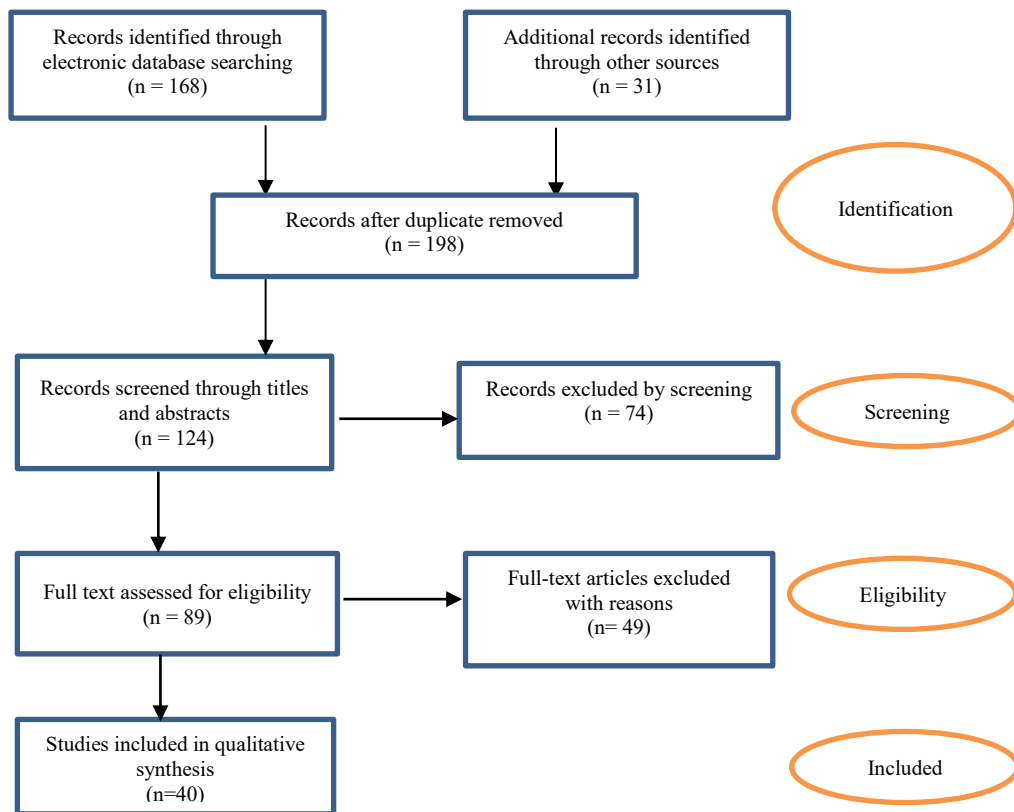 Records identified through
electronic database searching
(n = 168)
Additional records identified
through other sources
(n = 31)
Identification
Records after duplicate removed
(n = 198)
Records screened through titles
and abstracts
(n = 124)
Records excluded by screening
(n = 74)
Screening
Full text assessed for eligibility
(n = 89)
Full-text articles excluded
with reasons
(n= 49)
Eligibility
Studies included in qualitative
synthesis
(n=40)
Included